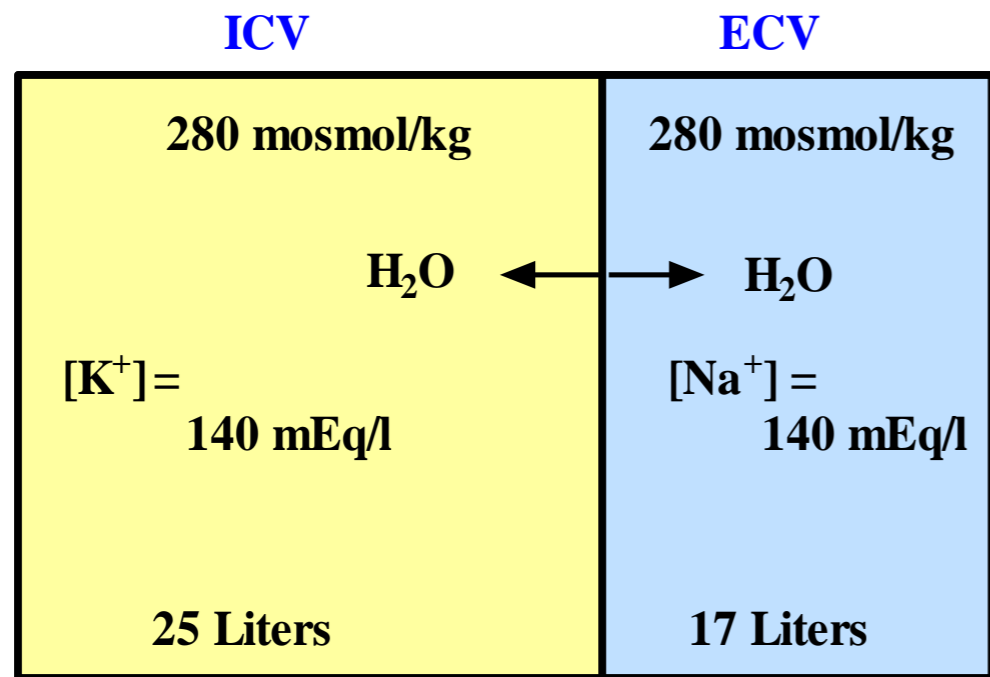 ICV ECV
280 mosmol/kg 280 mosmol/kg
H₂O H₂O
[K⁺]= [Na⁺] =
140 mEq/l 140 mEq/l
25 Liters 17 Liters